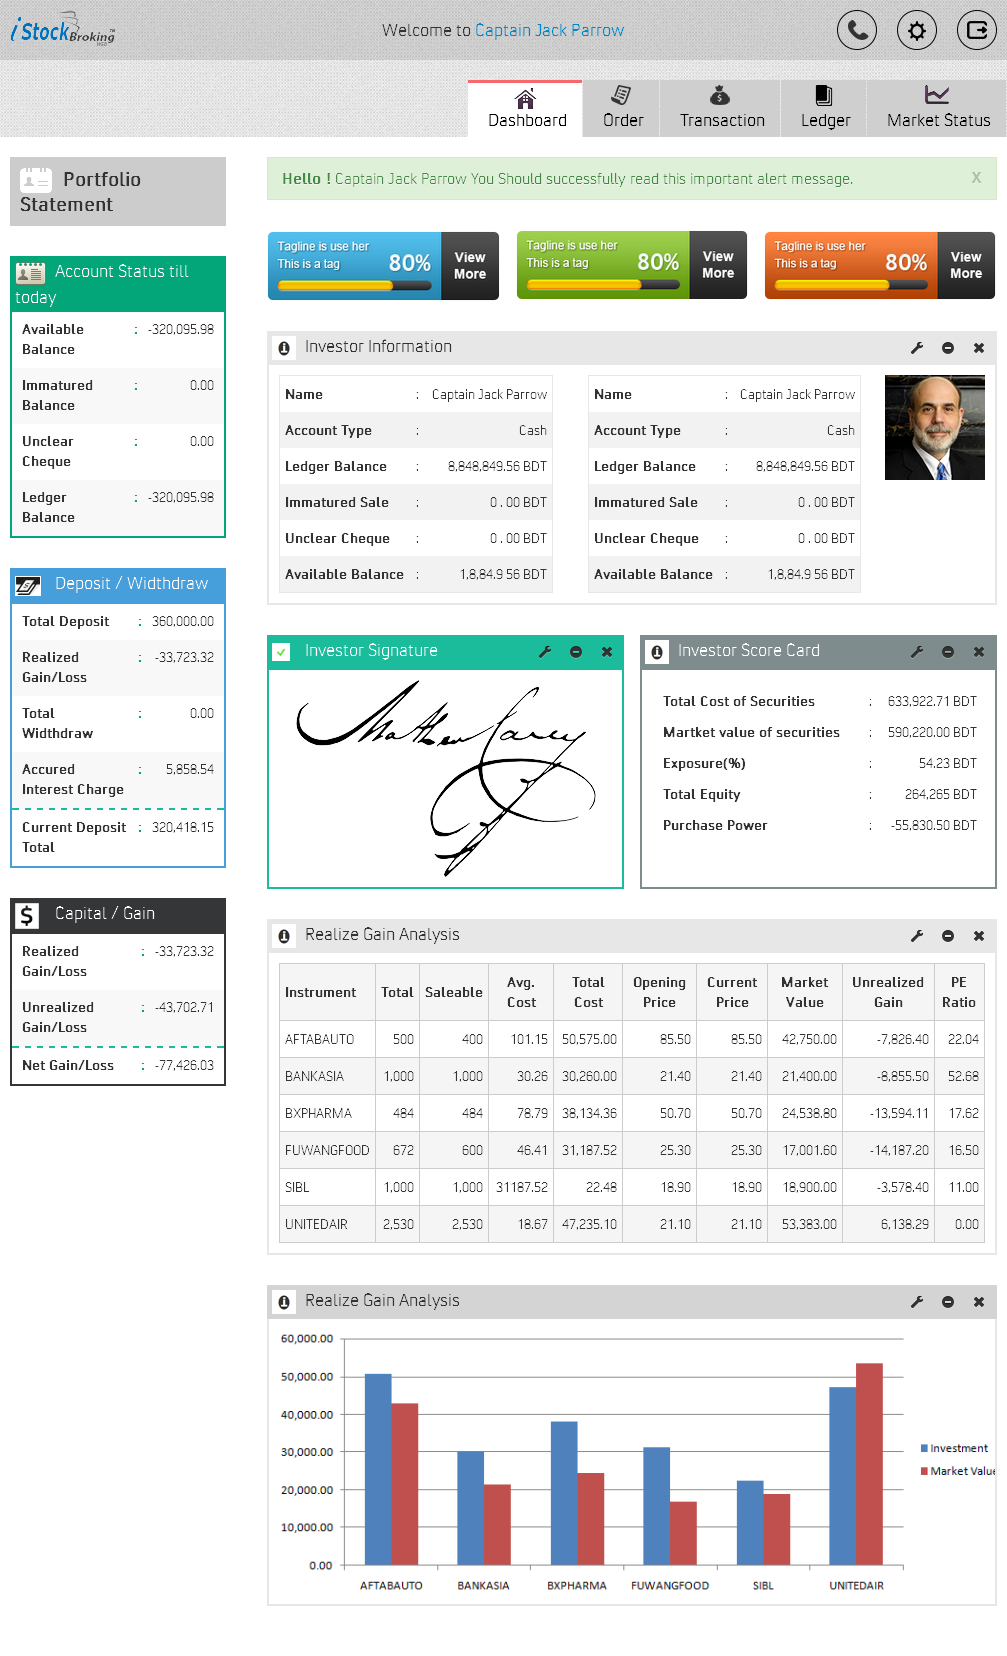 iStock Broking
Welcome to Captain Jack Parrow
Dashboard
Order
Transaction
Ledger
Market Status
Portfolio
Statement
Hello ! Captain Jack Parrow You Should successfully read this important alert message.
X
Tagline is use her
This is a tag
80%
View
More
Tagline is use her
This is a tag
80%
View
More
Tagline is use her
This is a tag
80%
View
More
Account Status till
today
Available
Balance : -320,095.98
Immatured
Balance : 0.00
Unclear
Cheque : 0.00
Ledger
Balance : -320,095.98
Deposit / Widthdraw
Total Deposit : 360,000.00
Realized
Gain/Loss : -33,723.32
Total
Widthdraw : 0.00
Accured
Interest Charge : 5,858.54
Current Deposit
Total : 320,418.15
Capital / Gain
Realized
Gain/Loss : -33,723.32
Unrealized
Gain/Loss : -43,702.71
Net Gain/Loss : -77,426.03
Investor Information
Name : Captain Jack Parrow
Account Type : Cash
Ledger Balance : 8,848,849.56 BDT
Immatured Sale : 0 . 00 BDT
Unclear Cheque : 0 . 00 BDT
Available Balance : 1,8,84.9 56 BDT
Name : Captain Jack Parrow
Account Type : Cash
Ledger Balance : 8,848,849.56 BDT
Immatured Sale : 0 . 00 BDT
Unclear Cheque : 0 . 00 BDT
Available Balance : 1,8,84.9 56 BDT
Investor Signature
Investor Score Card
Total Cost of Securities : 633,922.71 BDT
Martket value of securities : 590,220.00 BDT
Exposure(%) : 54.23 BDT
Total Equity : 264,265 BDT
Purchase Power : -55,830.50 BDT
Realize Gain Analysis
Instrument Total Saleable Avg. Cost Total Cost Opening Price Current Price Market Value Unrealized Gain PE Ratio
AFTABAUTO 500 400 101.15 50,575.00 85.50 85.50 42,750.00 -7,826.40 22.04
BANKASIA 1,000 1,000 30.26 30,260.00 21.40 21.40 21,400.00 -8,855.50 52.68
BXPHARMA 484 484 78.79 38,134.36 50.70 50.70 24,538.80 -13,594.11 17.62
FUWANGFOOD 672 600 46.41 31,187.52 25.30 25.30 17,001.60 -14,187.20 16.50
SIBL 1,000 1,000 31187.52 22.48 18.90 18.90 18,900.00 -3,578.40 11.00
UNITEDAIR 2,530 2,530 18.67 47,235.10 21.10 21.10 53,383.00 6,138.29 0.00
Realize Gain Analysis
60,000.00
50,000.00
40,000.00
30,000.00
20,000.00
10,000.00
0.00
AFTABAUTO BANKASIA BXPHARMA FUWANGFOOD SIBL UNITEDAIR
Investment
Market Value